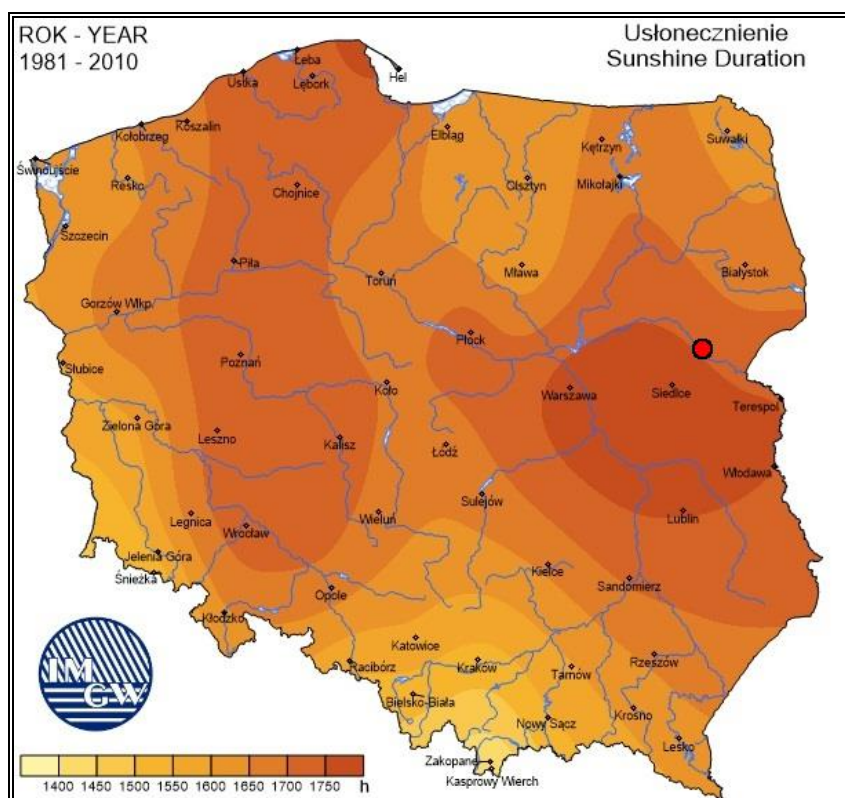 ROK - YEAR
1981 - 2010
Usłonecznienie
Sunshine Duration
Łeba
Hel
Ustka
Lębork
Koszalin
Kołobrzeg
Elbląg
Kętrzyn
Suwałki
Świnoujście
Resko
Chojnice
Olsztyn
Mikołajki
Szczecin
Piła
Toruń
Mława
Białystok
Gorzów Wlkp.
Płock
Poznań
Słubice
Koło
Warszawa
Siedlce
Terespol
Zielona Góra
Leszno
Kalisz
Łódź
Włodawa
Sulejów
Legnica
Wieluń
Lublin
Wrocław
Jelenia Góra
Śnieżka
Kielce
Sandomierz
Opole
Kłodzko
Katowice
Racibórz
Kraków
Tarnów
Rzeszów
Bielsko-Biała
Nowy Sącz
Krosno
Lesko
Zakopane
Kasprowy Wierch
IM
GW
1400 1450 1500 1550 1600 1650 1700 1750 h